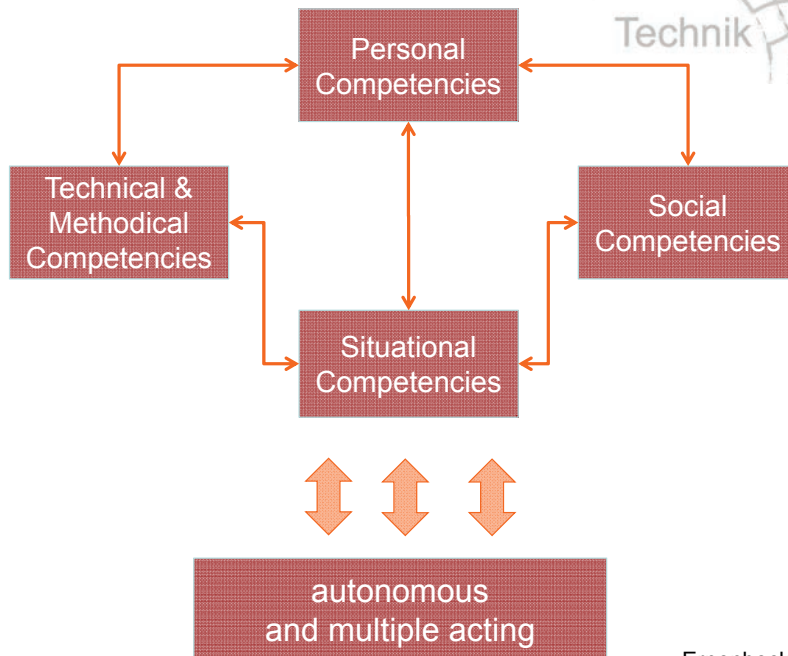 Technik
Personal
Competencies
Technical &
Methodical
Competencies
Social
Competencies
Situational
Competencies
autonomous
and multiple acting